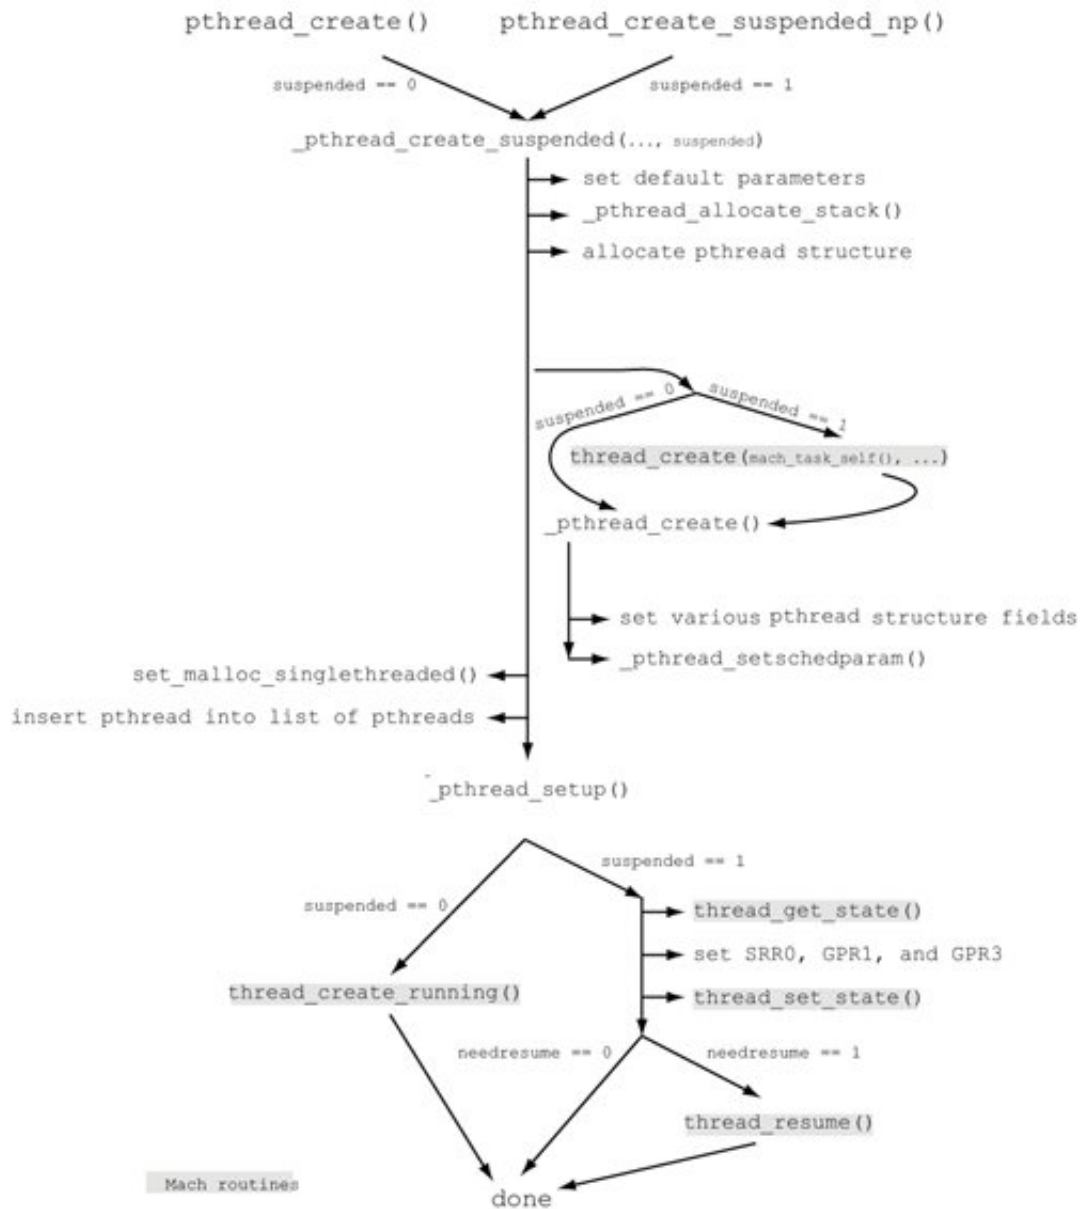 pthread_create() pthread_create_suspended_np()
suspended == 0 suspended == 1
_pthread_create_suspended(..., suspended)
set default parameters
_pthread_allocate_stack()
allocate pthread structure
suspended == 0 suspended == 1
thread_create(mach_task_self(), ...)
_pthread_create()
set various pthread structure fields
_pthread_setschedparam()
set_malloc_singlethreaded()
insert pthread into list of pthreads
_pthread_setup()
suspended == 1
suspended == 0
thread_get_state()
set SRR0, GPR1, and GPR3
thread_create_running()
thread_set_state()
needresume == 0 needresume == 1
thread_resume()
Mach routines
done